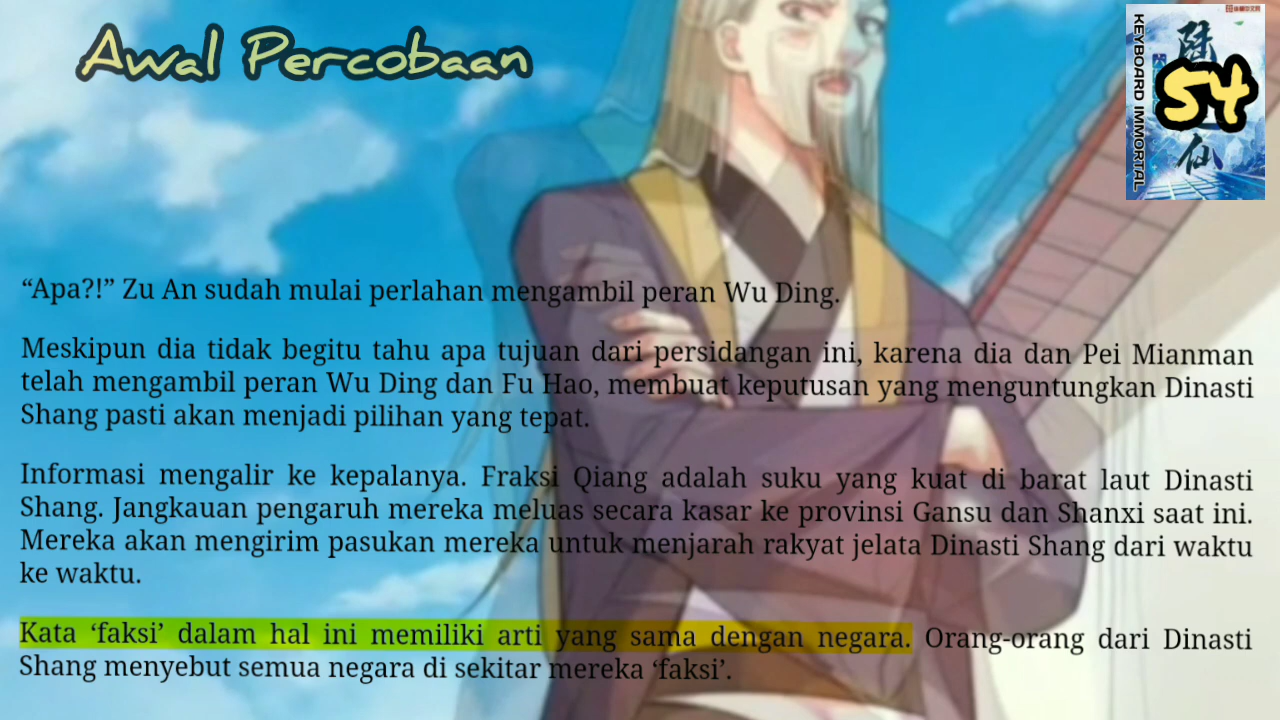 Awal Percobaan
KEYBOARD IMMORTAL
陆
仙
54
“Apa?!” Zu An sudah mulai perlahan mengambil peran Wu Ding.
Meskipun dia tidak begitu tahu apa tujuan dari persidangan ini, karena dia dan Pei Mianman
telah mengambil peran Wu Ding dan Fu Hao, membuat keputusan yang menguntungkan Dinasti
Shang pasti akan menjadi pilihan yang tepat.
Informasi mengalir ke kepalanya. Fraksi Qiang adalah suku yang kuat di barat laut Dinasti
Shang. Jangkauan pengaruh mereka meluas secara kasar ke provinsi Gansu dan Shanxi saat ini.
Mereka akan mengirim pasukan mereka untuk menjarah rakyat jelata Dinasti Shang dari waktu
ke waktu.
Kata ‘faksi’ dalam hal ini memiliki arti yang sama dengan negara. Orang-orang dari Dinasti
Shang menyebut semua negara di sekitar mereka ‘faksi’.